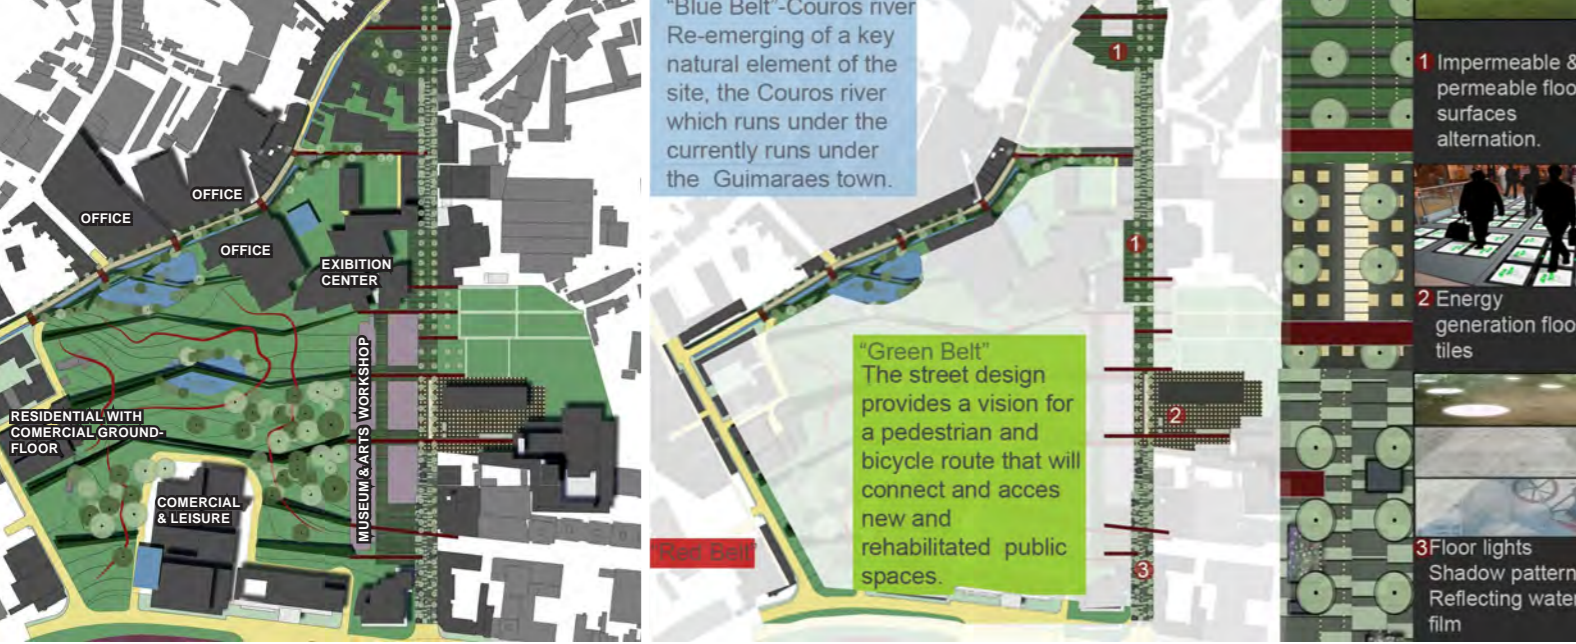 OFFICE
OFFICE
OFFICE
EXIBITION
CENTER
MUSEUM & ARTS WORKSHOP
RESIDENTIAL WITH
COMERCIAL GROUND-
FLOOR
COMERCIAL
& LEISURE
"Blue Belt"-Couros river
Re-emerging of a key
natural element of the
site, the Couros river
which runs under the
currently runs under
the Guimaraes town.
"Green Belt"
The street design
provides a vision for
a pedestrian and
bicycle route that will
connect and acces
new and
rehabilitated public
spaces.
"Red Belt"
1
1
2
3
1 Impermeable &
permeable floo
surfaces
alternation.
2 Energy
generation floo
tiles
3 Floor lights
Shadow pattern
Reflecting water
film